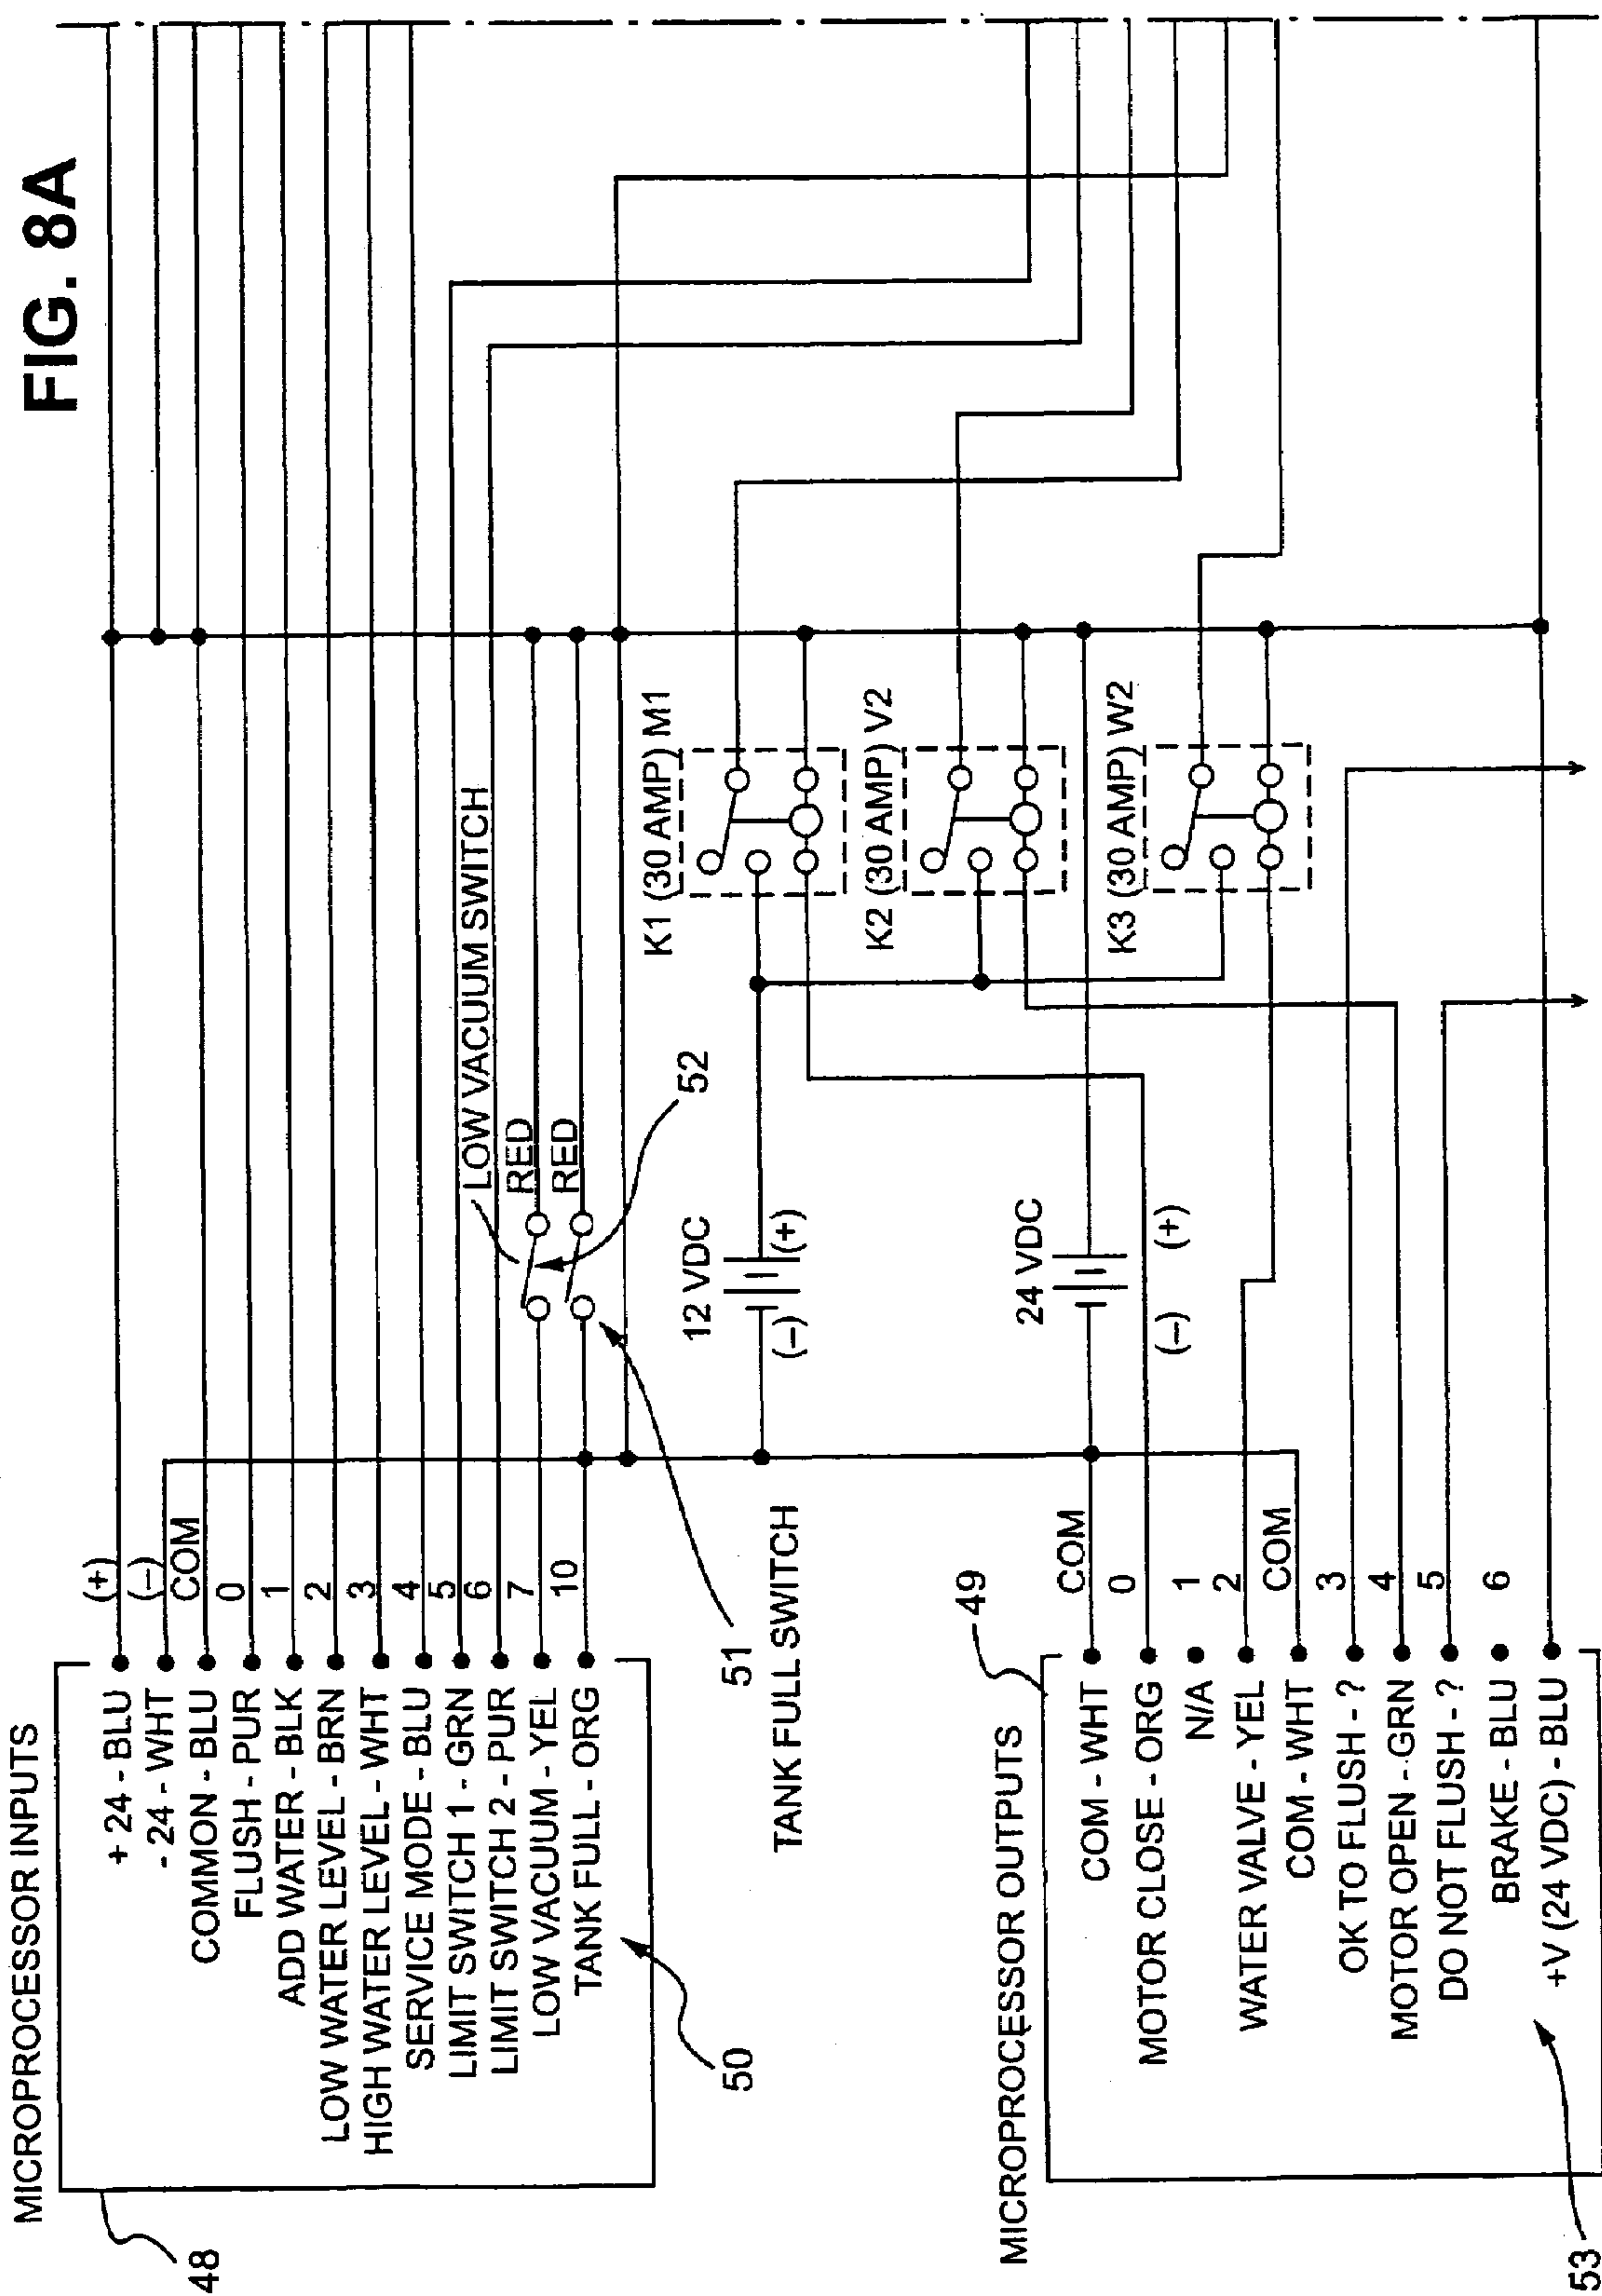 FIG. 8A
MICROPROCESSOR INPUTS
48
+ 24 - BLU (+)
- 24 - WHT (–)
COMMON - BLU COM
FLUSH - PUR 0
ADD WATER - BLK 1
LOW WATER LEVEL - BRN 2
HIGH WATER LEVEL - WHT 3
SERVICE MODE - BLU 4
LIMIT SWITCH 1 - GRN 5
LIMIT SWITCH 2 - PUR 6
LOW VACUUM - YEL 7
TANK FULL - ORG 10
50
LOW VACUUM SWITCH
RED
RED
52
51
TANK FULL SWITCH
12 VDC
(–) (+)
K1 (30 AMP) M1
K2 (30 AMP) V2
K3 (30 AMP) W2
24 VDC
(–) (+)
MICROPROCESSOR OUTPUTS
49
COM - WHT COM
MOTOR CLOSE - ORG 0
N/A 1
WATER VALVE - YEL 2
COM - WHT COM
OK TO FLUSH - ? 3
MOTOR OPEN - GRN 4
DO NOT FLUSH - ? 5
BRAKE - BLU 6
+V (24 VDC) - BLU
53